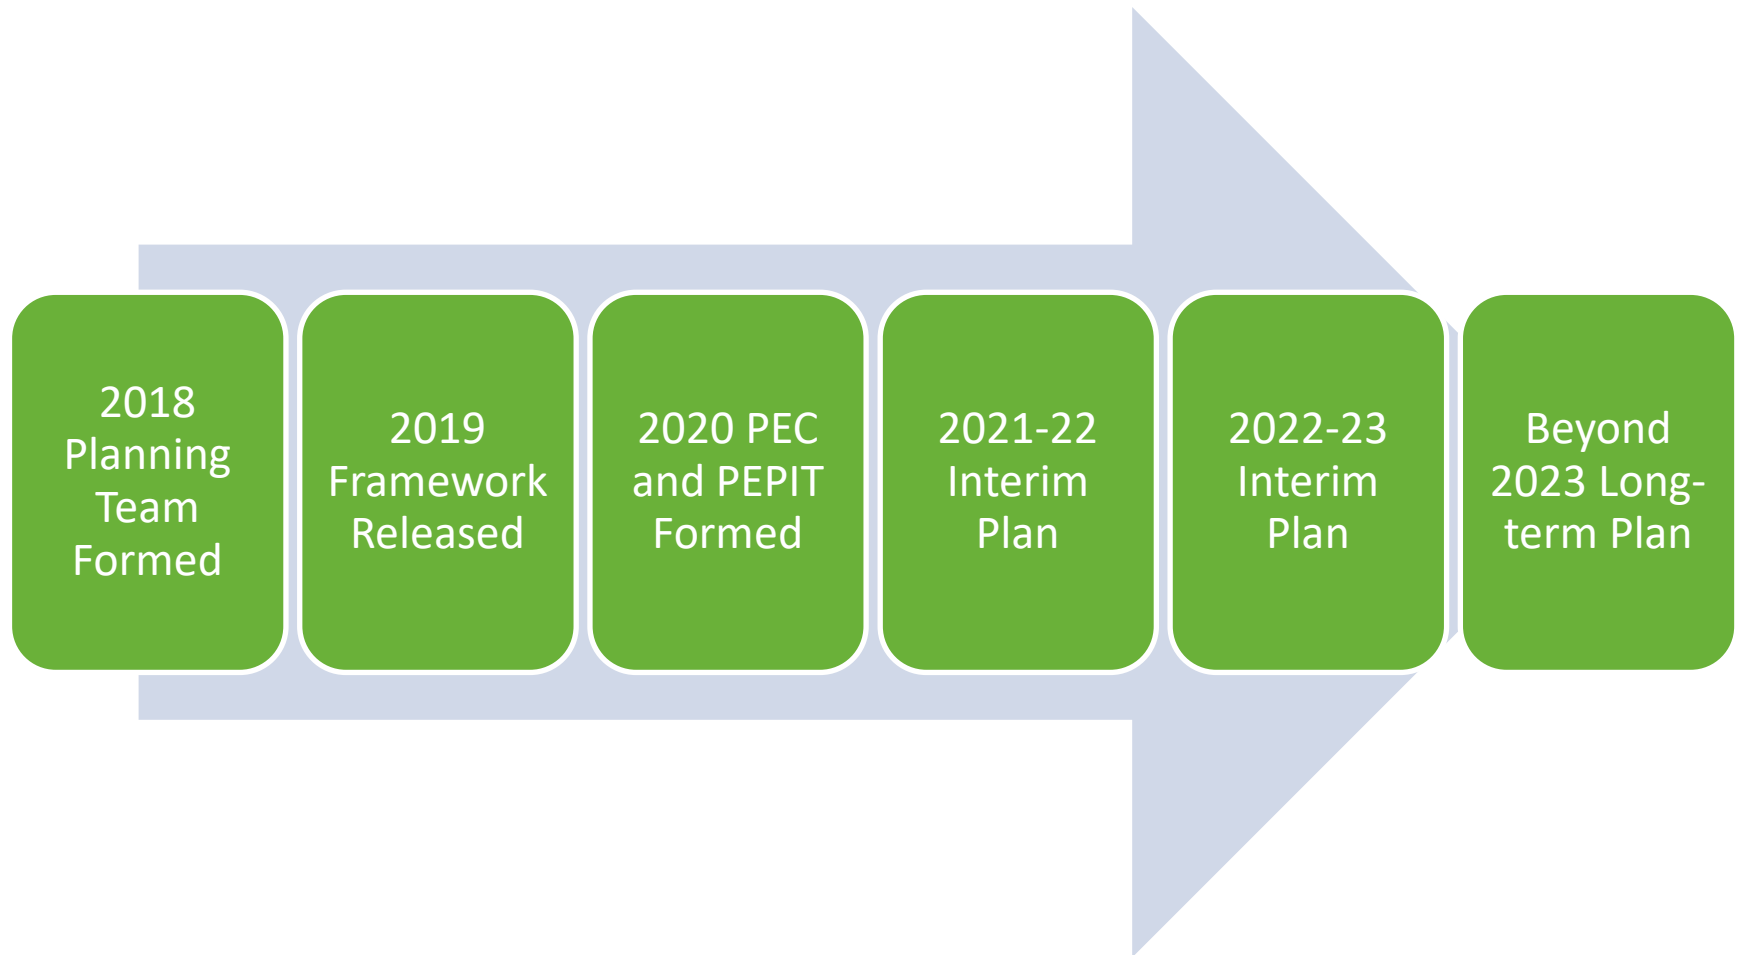 2018
Planning
Team
Formed
2019
Framework
Released
2020 PEC
and PEPIT
Formed
2021-22
Interim
Plan
2022-23
Interim
Plan
Beyond
2023 Long-
term Plan